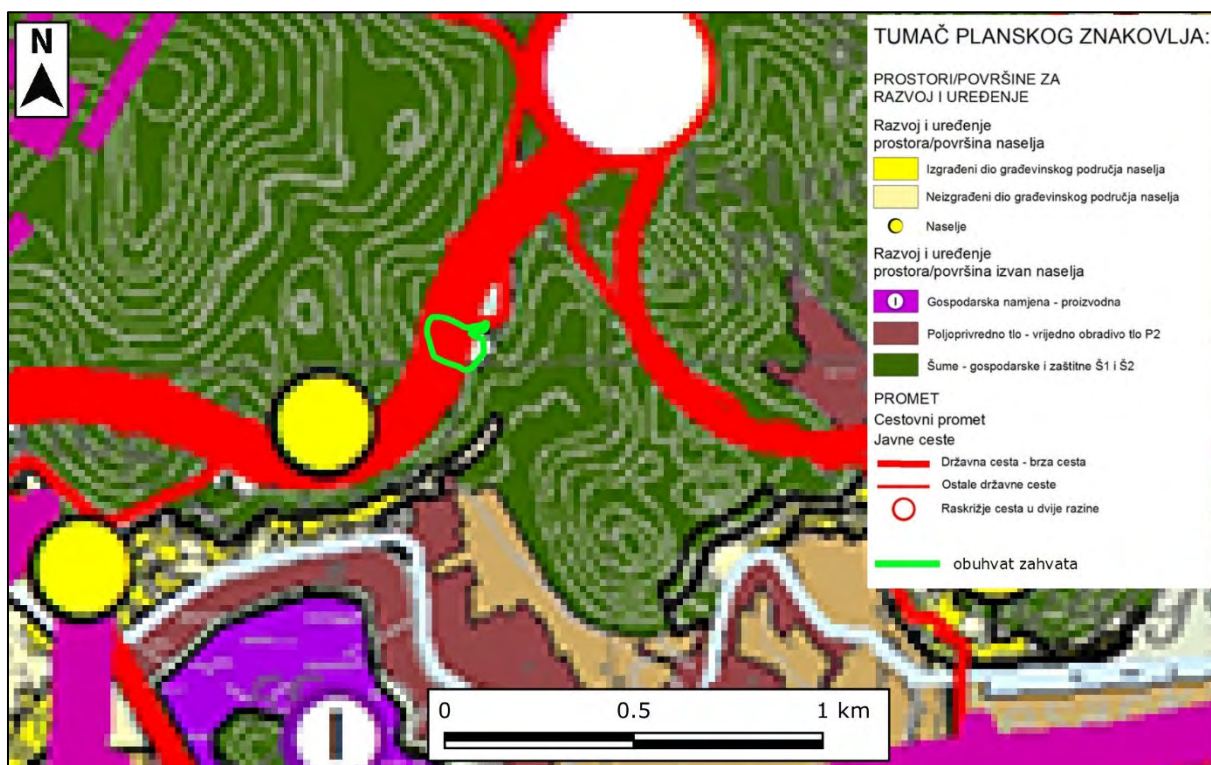 N
TUMAČ PLANSKOG ZNAKOVLJA:
PROSTORI/POVRŠINE ZA
RAZVOJ I UREĐENJE
Razvoj i uređenje
prostora/površina naselja
Izgrađeni dio građevinskog područja naselja
Neizgrađeni dio građevinskog područja naselja
Naselje
Razvoj i uređenje
prostora/površina izvan naselja
I
Gospodarska namjena - proizvodna
Poljoprivredno tlo - vrijedno obradivo tlo P2
Šume - gospodarske i zaštitne Š1 i Š2
PROMET
Cestovni promet
Javne ceste
Državna cesta - brza cesta
Ostale državne ceste
Raskrižje cesta u dvije razine
obuhvat zahvata
I
0 0.5 1 km